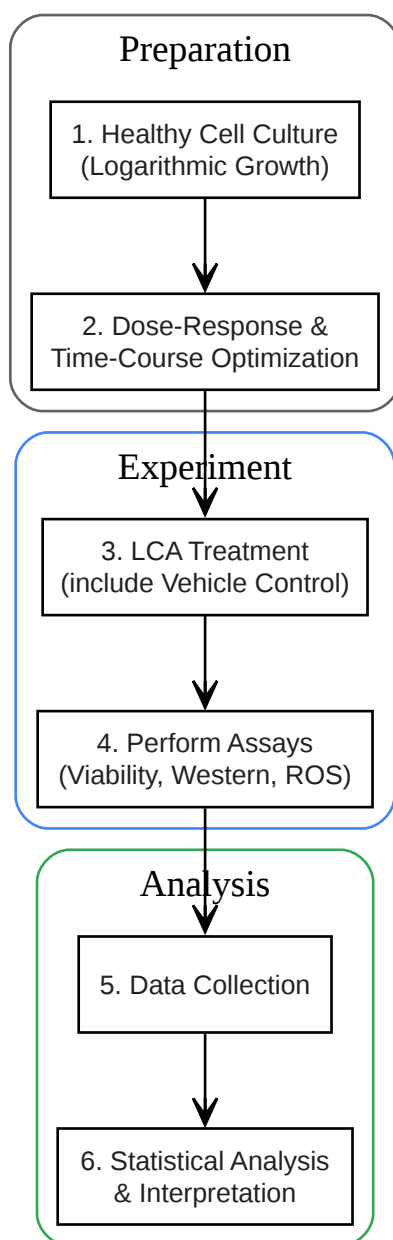 Preparation
1. Healthy Cell Culture
(Logarithmic Growth)
2. Dose-Response &
Time-Course Optimization
Experiment
3. LCA Treatment
(include Vehicle Control)
4. Perform Assays
(Viability, Western, ROS)
Analysis
5. Data Collection
6. Statistical Analysis
& Interpretation